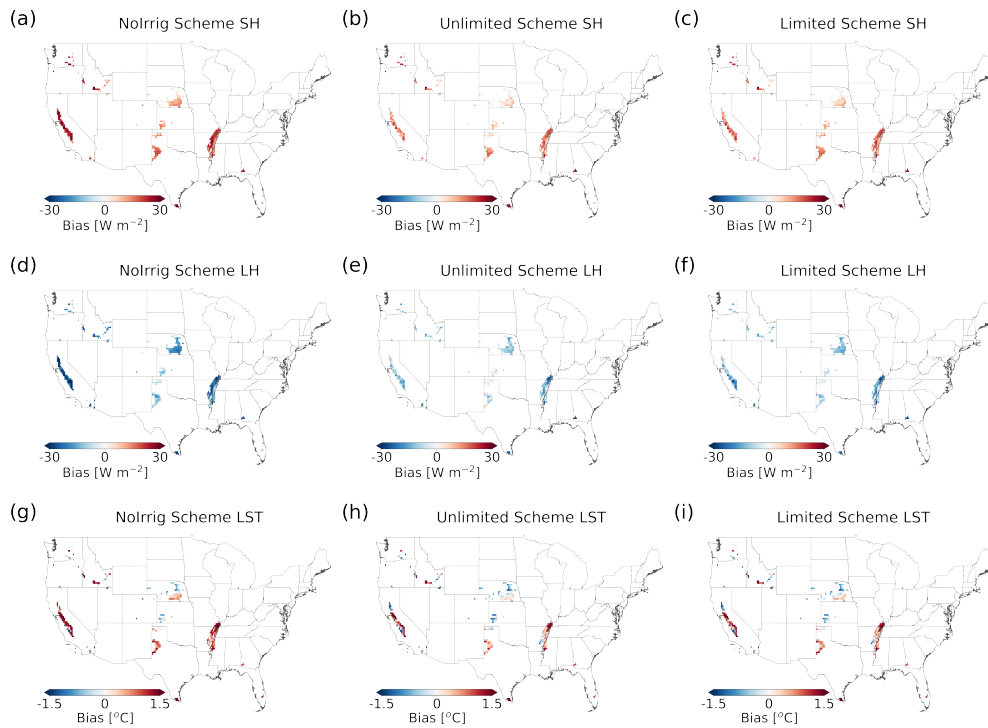 (a) NoIrrig Scheme SH
(b) Unlimited Scheme SH
(c) Limited Scheme SH
-30 0 30
Bias [W m⁻²]
-30 0 30
Bias [W m⁻²]
-30 0 30
Bias [W m⁻²]
(d) NoIrrig Scheme LH
(e) Unlimited Scheme LH
(f) Limited Scheme LH
-30 0 30
Bias [W m⁻²]
-30 0 30
Bias [W m⁻²]
-30 0 30
Bias [W m⁻²]
(g) NoIrrig Scheme LST
(h) Unlimited Scheme LST
(i) Limited Scheme LST
-1.5 0 1.5
Bias [°C]
-1.5 0 1.5
Bias [°C]
-1.5 0 1.5
Bias [°C]